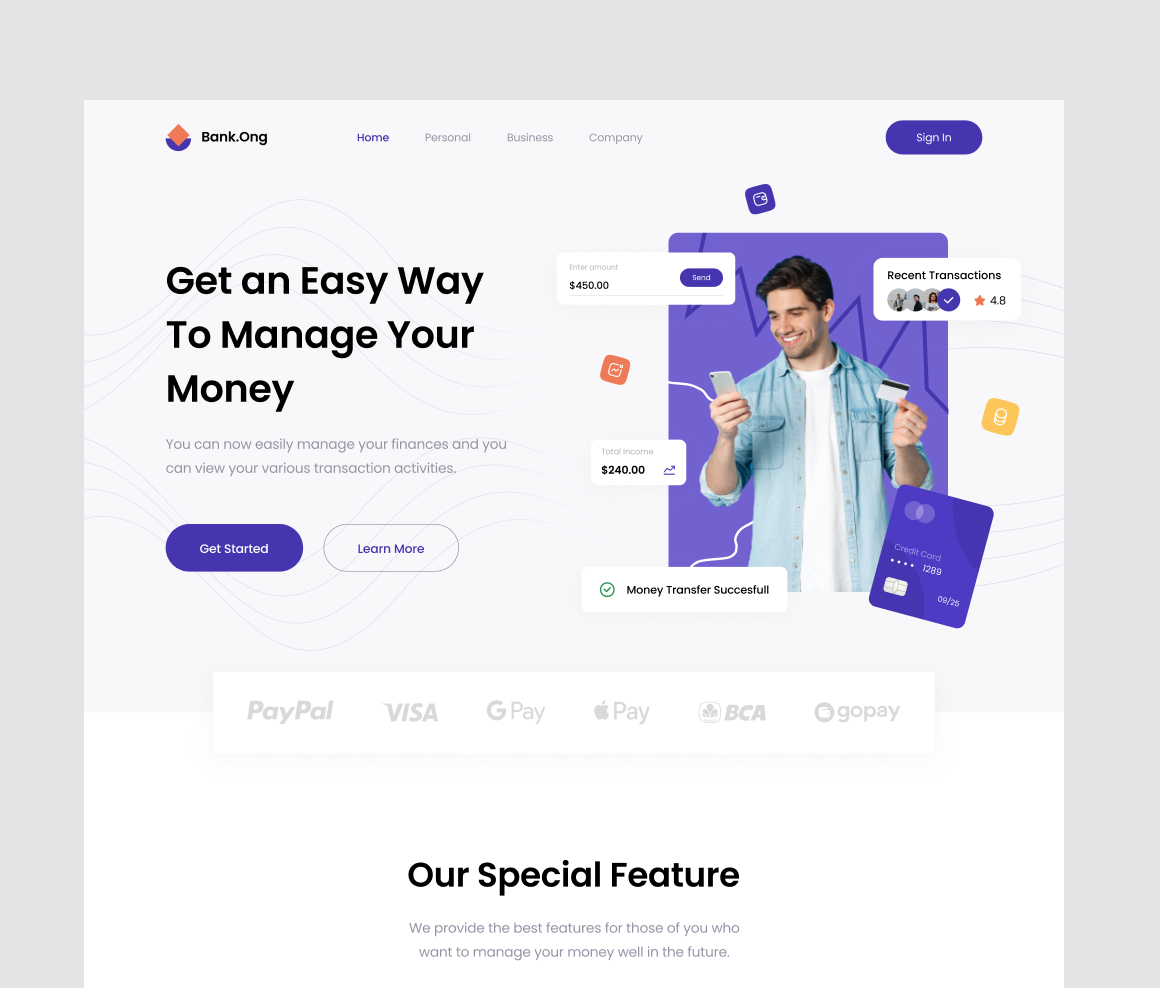 Bank.Ong
Home
Personal
Business
Company
Sign In
Get an Easy Way
To Manage Your
Money
You can now easily manage your finances and you
can view your various transaction activities.
Get Started
Learn More
Enter amount
$450.00
Send
Recent Transactions
4.8
Total Income
$240.00
Credit Card
•••• 1289
09/25
Money Transfer Succesfull
PayPal
VISA
G Pay
Pay
BCA
gopay
Our Special Feature
We provide the best features for those of you who
want to manage your money well in the future.